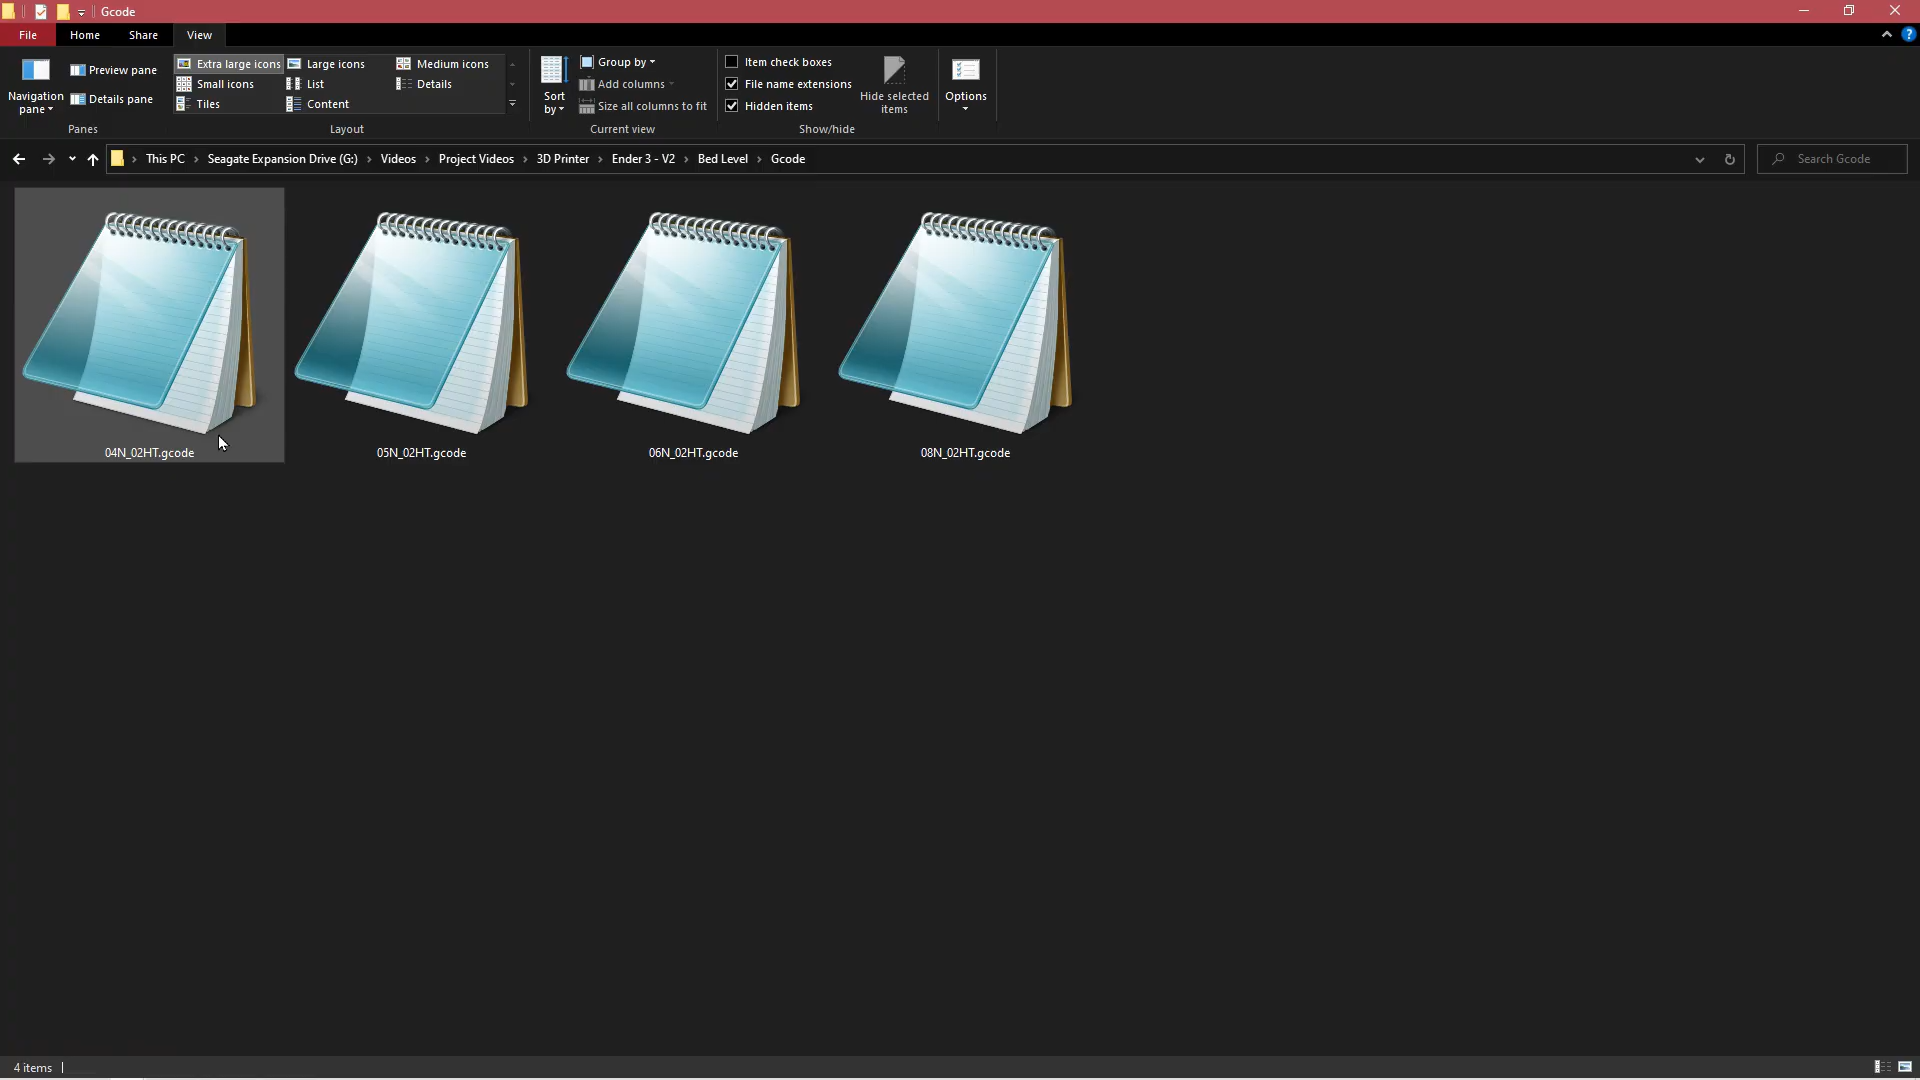 Gcode
File Home Share View
Navigation pane
Preview pane
Details pane
Panes
Extra large icons Large icons Medium icons
Small icons List Details
Tiles Content
Layout
Sort by
Group by
Add columns
Size all columns to fit
Current view
Item check boxes
File name extensions
Hidden items
Hide selected items
Show/hide
Options
This PC › Seagate Expansion Drive (G:) › Videos › Project Videos › 3D Printer › Ender 3 - V2 › Bed Level › Gcode
Search Gcode
04N_02HT.gcode 05N_02HT.gcode 06N_02HT.gcode 08N_02HT.gcode
4 items